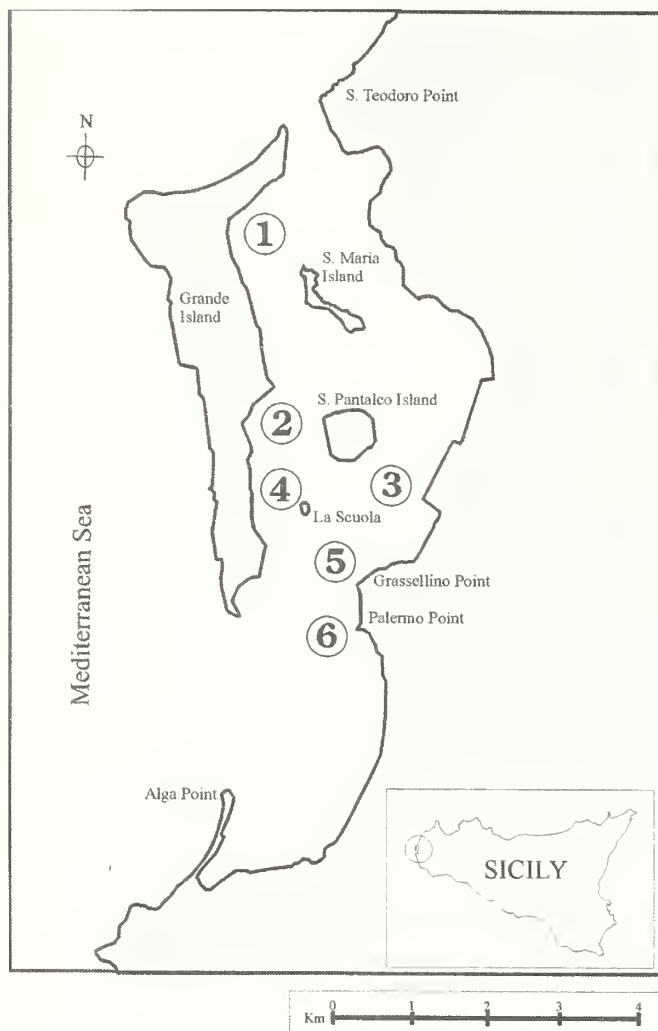 S. Teodoro Point
N
1
S. Maria
Island
Grande
Island
S. Pantalco Island
2
4
3
La Scuola
5
Grassellino Point
Palermo Point
6
Mediterranean Sea
Alga Point
SICILY
Km
0 1 2 3 4